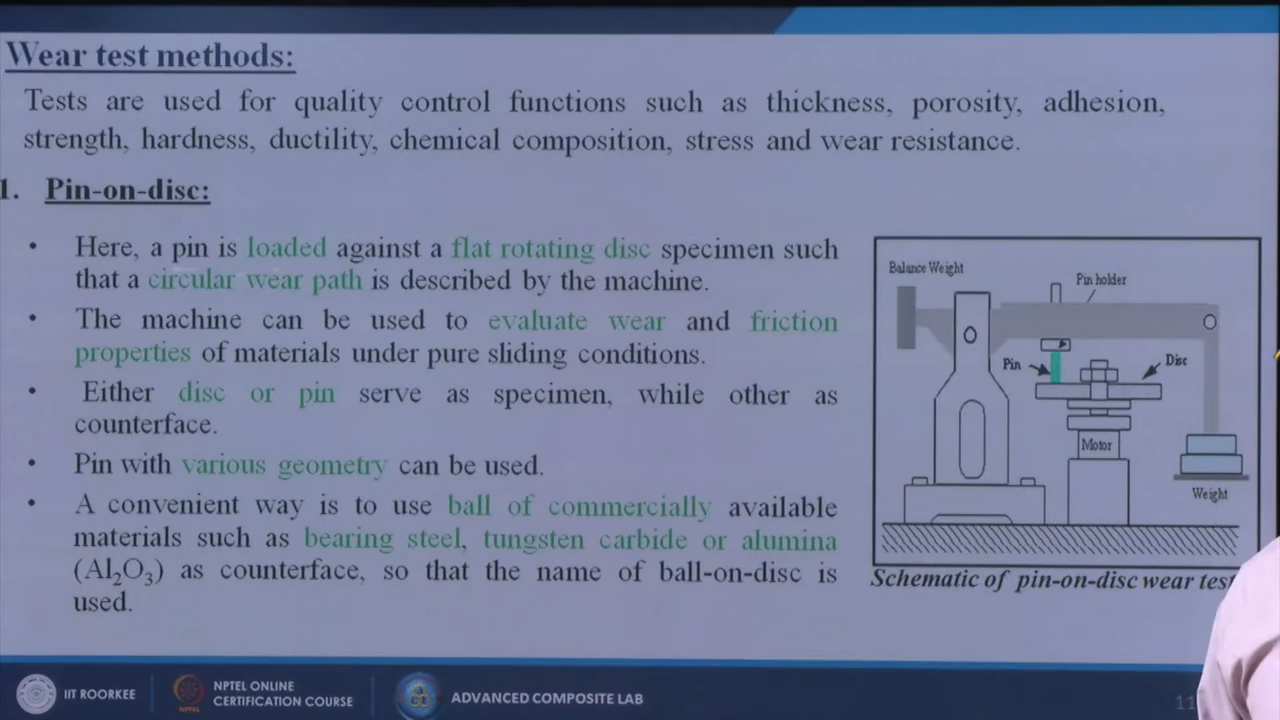 Wear test methods:
Tests are used for quality control functions such as thickness, porosity, adhesion,
strength, hardness, ductility, chemical composition, stress and wear resistance.
1. Pin-on-disc:
• Here, a pin is loaded against a flat rotating disc specimen such
that a circular wear path is described by the machine.
• The machine can be used to evaluate wear and friction
properties of materials under pure sliding conditions.
• Either disc or pin serve as specimen, while other as
counterface.
• Pin with various geometry can be used.
• A convenient way is to use ball of commercially available
materials such as bearing steel, tungsten carbide or alumina
(Al₂O₃) as counterface, so that the name of ball-on-disc is
used.
Balance Weight
Pin holder
Pin
Disc
Motor
Weight
Schematic of pin-on-disc wear test
IIT ROORKEE
NPTEL ONLINE
CERTIFICATION COURSE
ADVANCED COMPOSITE LAB